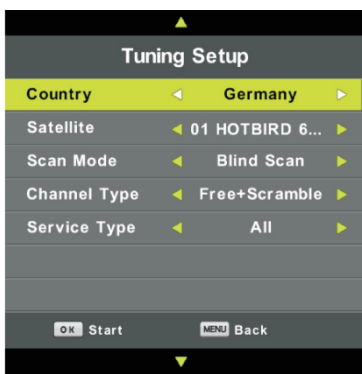 Tuning Setup
Country Germany
Satellite 01 HOTBIRD 6...
Scan Mode Blind Scan
Channel Type Free+Scramble
Service Type All
OK Start MENU Back